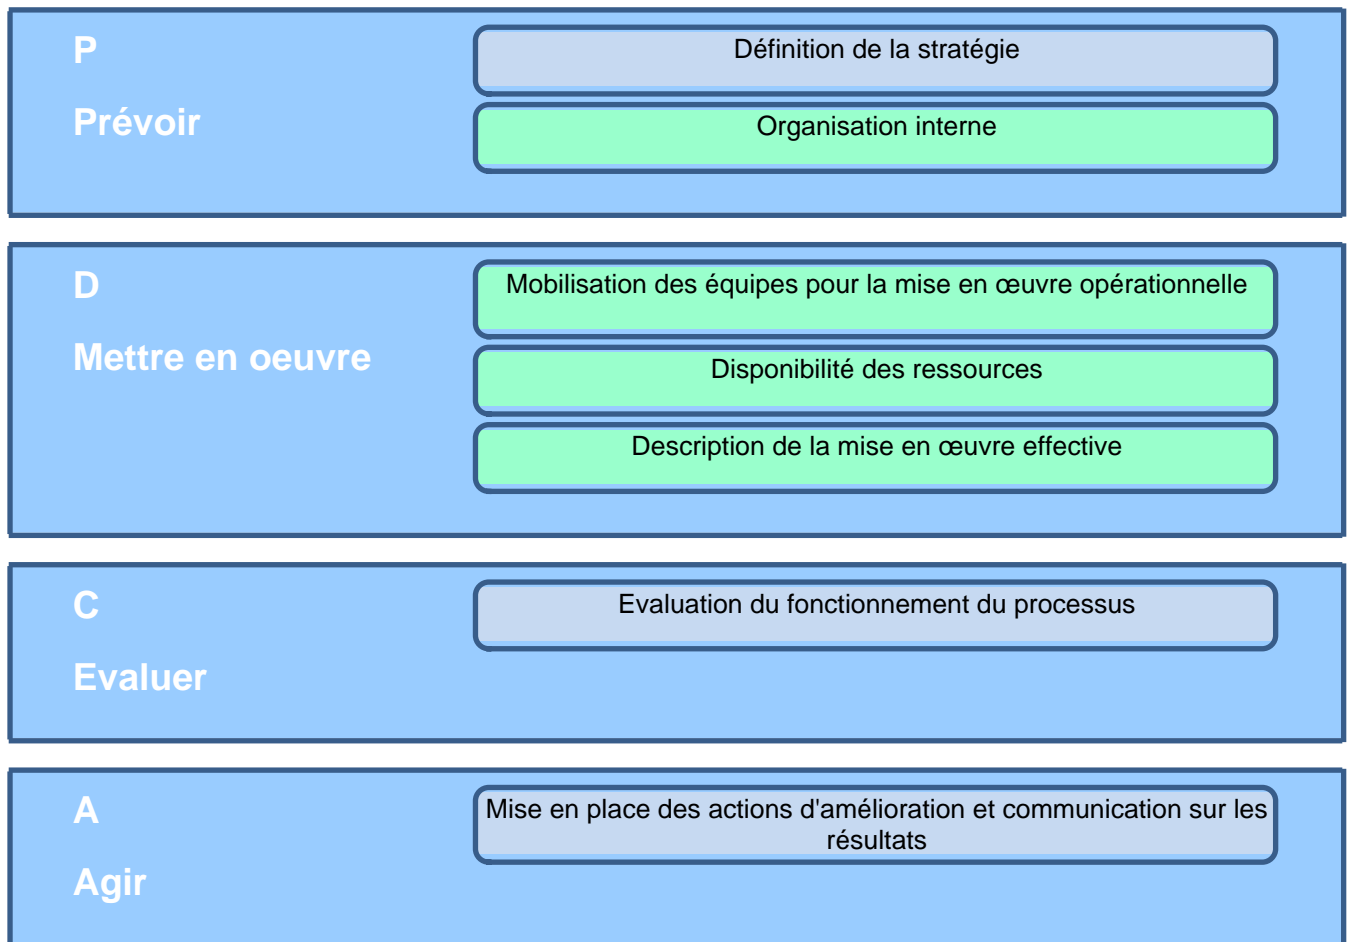 P
Prévoir
Définition de la stratégie
Organisation interne
D
Mettre en oeuvre
Mobilisation des équipes pour la mise en œuvre opérationnelle
Disponibilité des ressources
Description de la mise en œuvre effective
C
Evaluer
Evaluation du fonctionnement du processus
A
Agir
Mise en place des actions d'amélioration et communication sur les
résultats